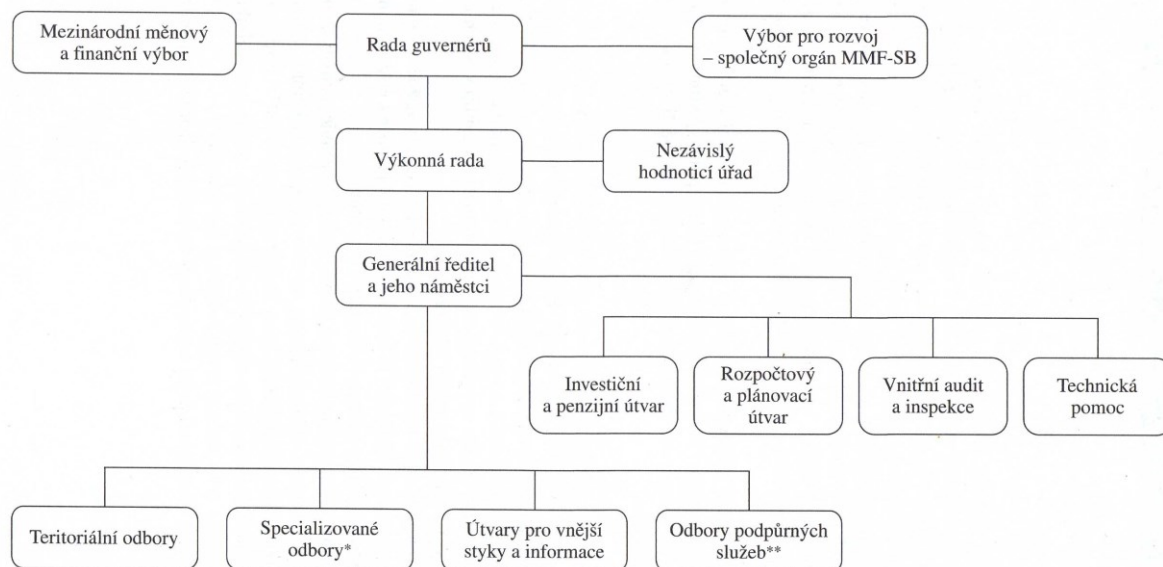 Mezinárodní měnový
a finanční výbor
Rada guvernérů
Výbor pro rozvoj
– společný orgán MMF-SB
Výkonná rada
Nezávislý
hodnoticí úřad
Generální ředitel
a jeho náměstci
Investiční
a penzijní útvar
Rozpočtový
a plánovací
útvar
Vnitřní audit
a inspekce
Technická
pomoc
Teritoriální odbory
Specializované
odbory*
Útvary pro vnější
styky a informace
Odbory podpůrných
služeb**